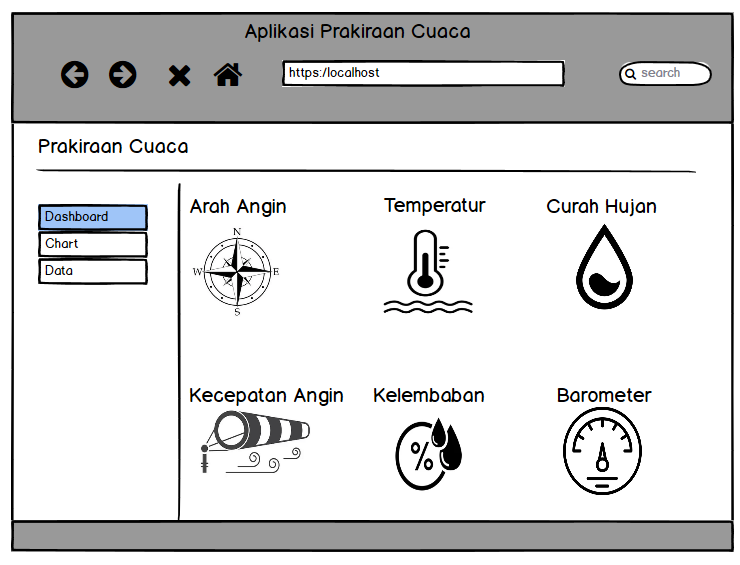 Aplikasi Prakiraan Cuaca
https:/localhost
search
Prakiraan Cuaca
Dashboard
Chart
Data
Arah Angin
Temperatur
Curah Hujan
N
W
E
S
Kecepatan Angin
Kelembaban
Barometer
%